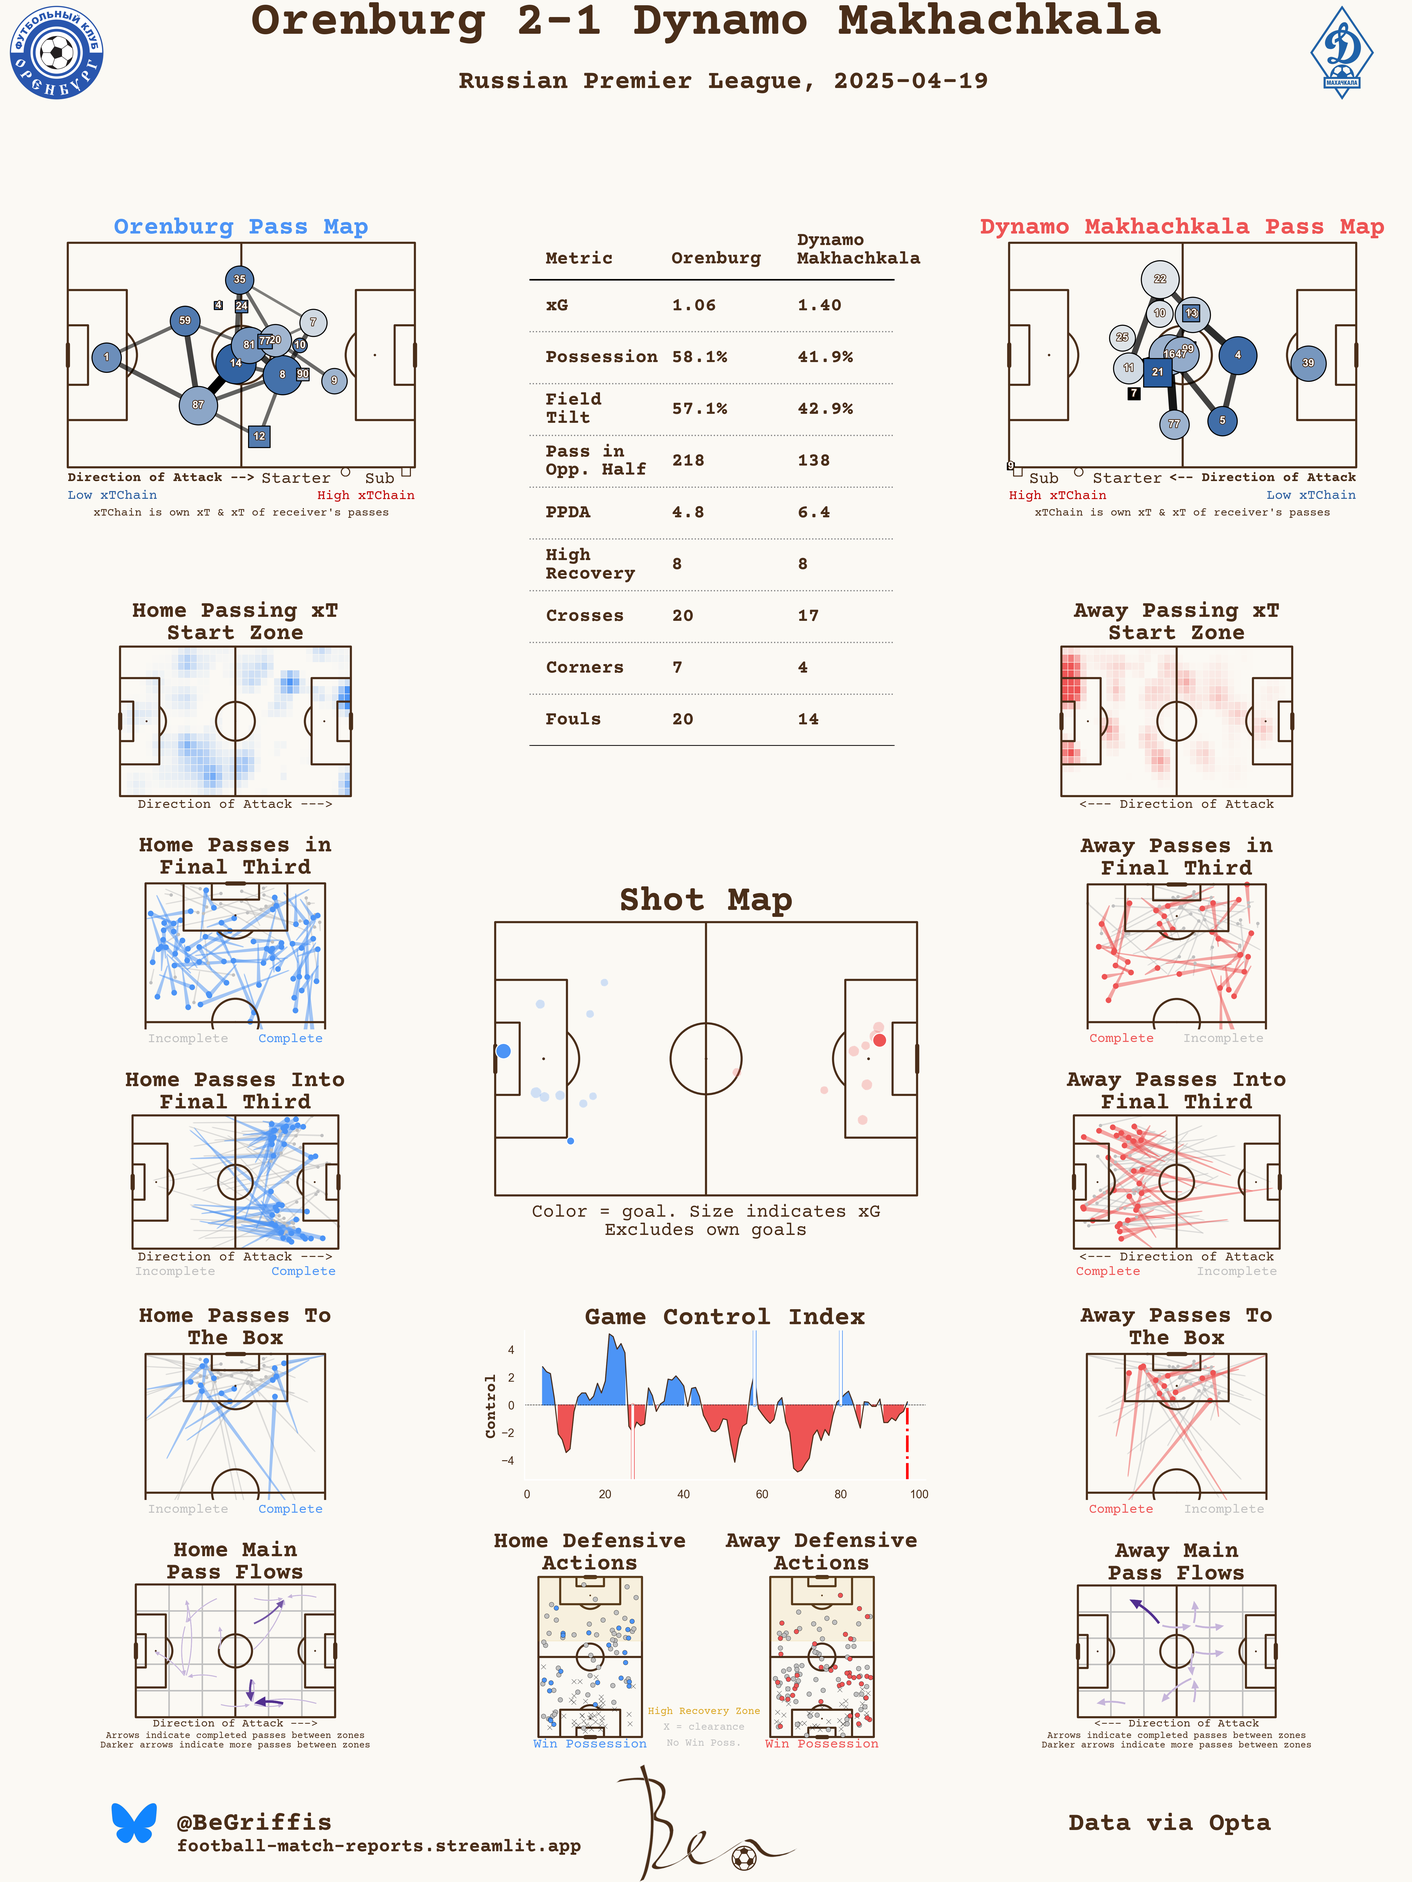 Orenburg 2-1 Dynamo Makhachkala
Russian Premier League, 2025-04-19
ФУТБОЛЬНЫЙ КЛУБ
ОРЕНБУРГ
Д
МАХАЧКАЛА
Orenburg Pass Map
35
4
24
59
7
1
81
77
20
10
14
8
90
9
87
12
Direction of Attack --> Starter Sub
Low xTChain High xTChain
xTChain is own xT & xT of receiver's passes
Metric Orenburg Dynamo Makhachkala
xG 1.06 1.40
Possession 58.1% 41.9%
Field Tilt 57.1% 42.9%
Pass in Opp. Half 218 138
PPDA 4.8 6.4
High Recovery 8 8
Crosses 20 17
Corners 7 4
Fouls 20 14
Dynamo Makhachkala Pass Map
22
10
13
25
99
16
47
4
11
21
39
7
77
5
9
Sub Starter <-- Direction of Attack
High xTChain Low xTChain
xTChain is own xT & xT of receiver's passes
Home Passing xT
Start Zone
Direction of Attack --->
Away Passing xT
Start Zone
<--- Direction of Attack
Home Passes in
Final Third
Incomplete Complete
Away Passes in
Final Third
Complete Incomplete
Shot Map
Color = goal. Size indicates xG
Excludes own goals
Home Passes Into
Final Third
Direction of Attack --->
Incomplete Complete
Away Passes Into
Final Third
<--- Direction of Attack
Complete Incomplete
Home Passes To
The Box
Incomplete Complete
Game Control Index
Control
4
2
0
−2
−4
0 20 40 60 80 100
Away Passes To
The Box
Complete Incomplete
Home Main
Pass Flows
Direction of Attack --->
Arrows indicate completed passes between zones
Darker arrows indicate more passes between zones
Home Defensive
Actions
Win Possession
Away Defensive
Actions
Win Possession
High Recovery Zone
X = clearance
No Win Poss.
Away Main
Pass Flows
<--- Direction of Attack
Arrows indicate completed passes between zones
Darker arrows indicate more passes between zones
@BeGriffis
football-match-reports.streamlit.app
Ben
Data via Opta